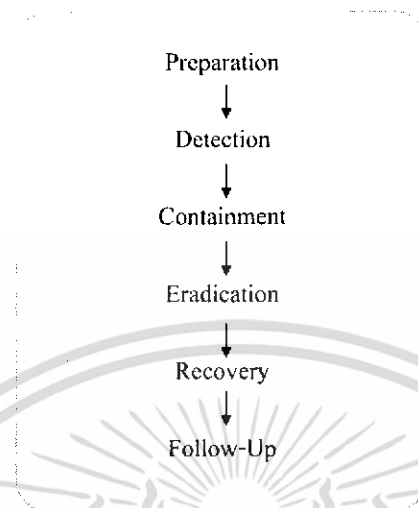 Preparation
Detection
Containment
Eradication
Recovery
Follow-Up